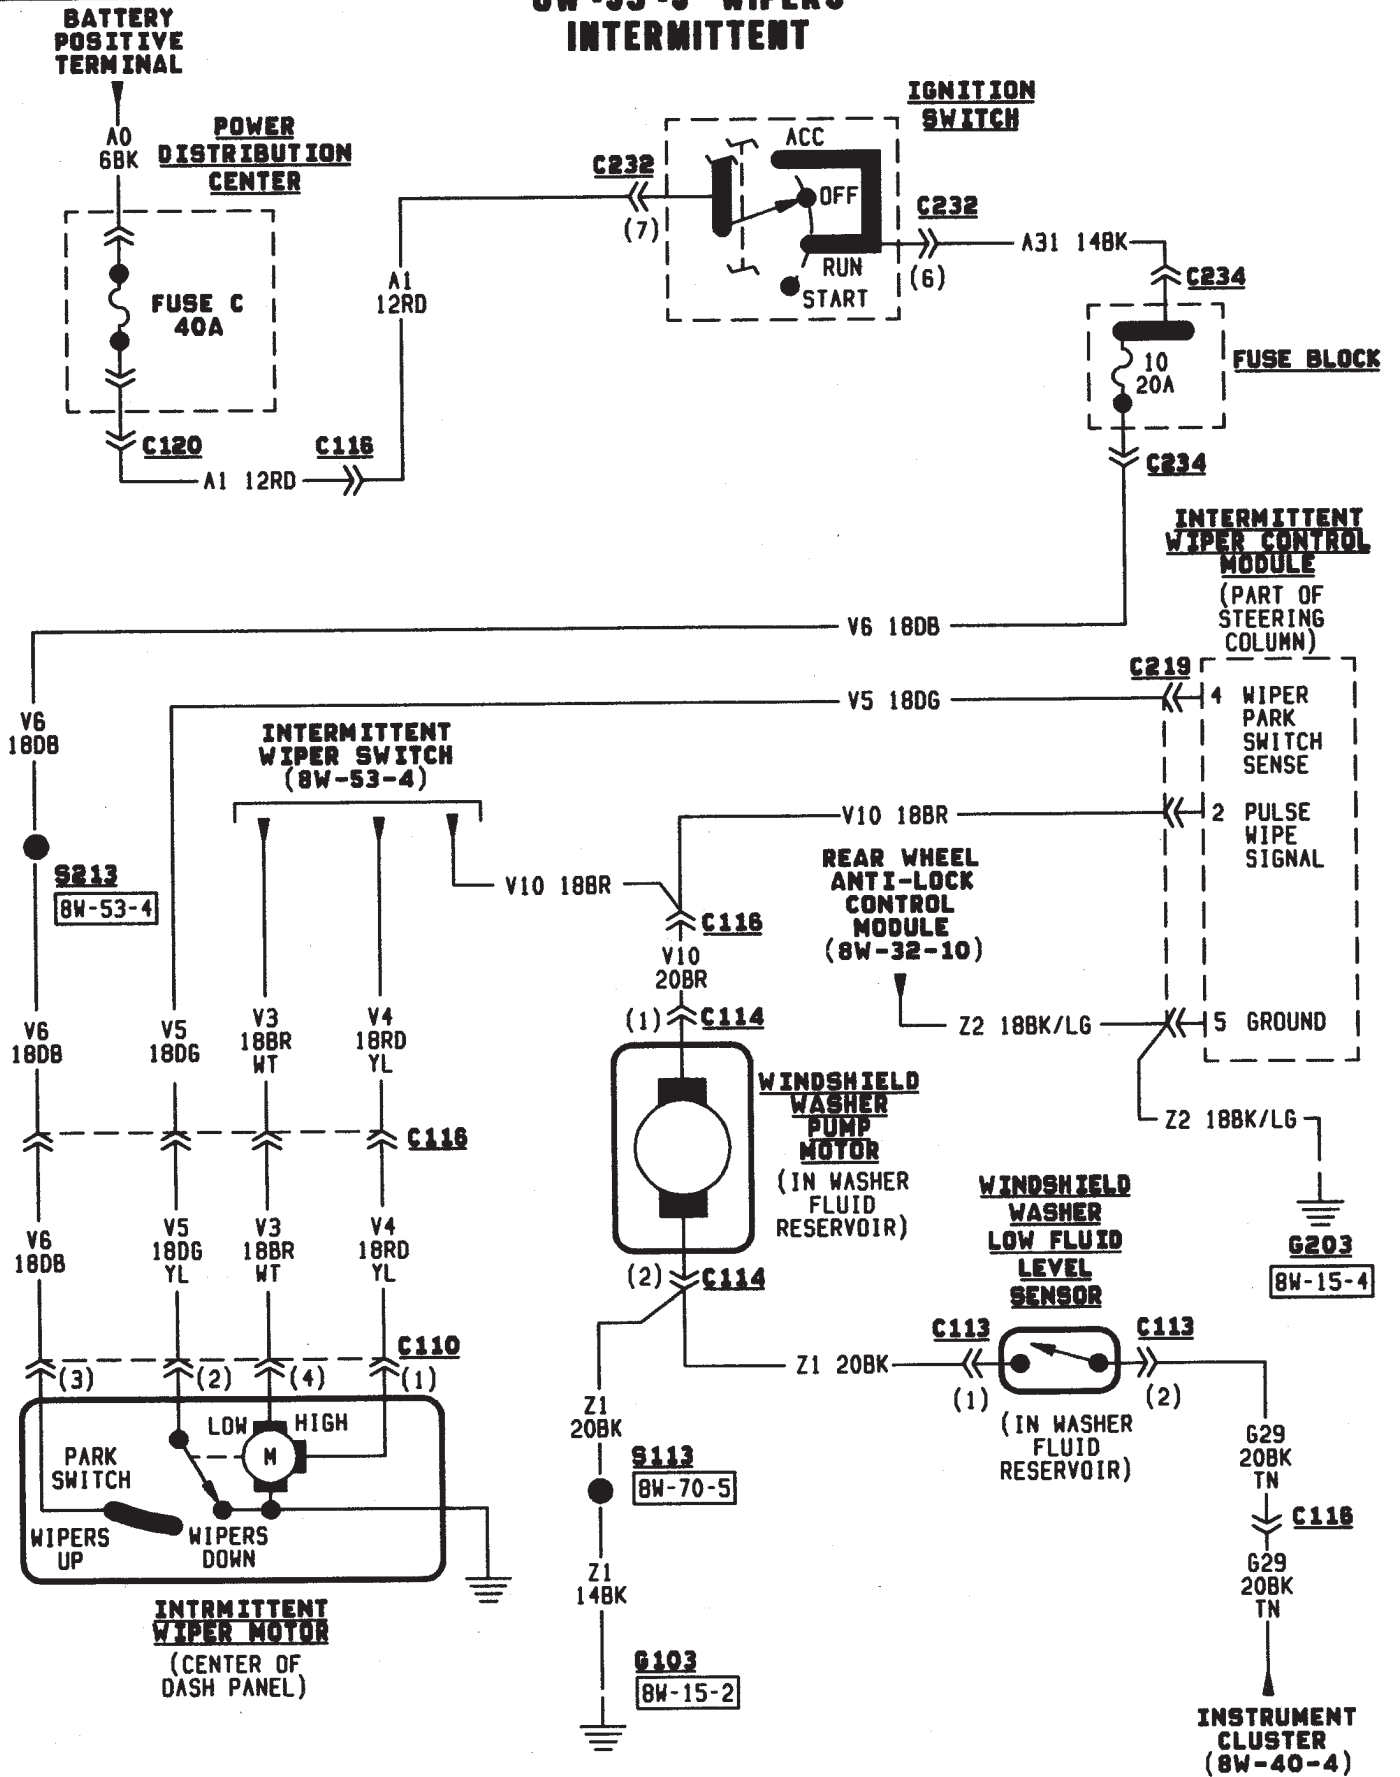 INTERMITTENT
BATTERY
POSITIVE
TERMINAL
A0
6BK
POWER
DISTRIBUTION
CENTER
FUSE C
40A
C120
A1 12RD
C116
A1
12RD
C232
(7)
IGNITION
SWITCH
ACC
OFF
RUN
START
C232
(6)
A31 14BK
C234
FUSE BLOCK
10
20A
C234
INTERMITTENT
WIPER CONTROL
MODULE
(PART OF
STEERING
COLUMN)
V6 18DB
C219
V5 18DG
4 WIPER
PARK
SWITCH
SENSE
V6
18DB
INTERMITTENT
WIPER SWITCH
(8W-53-4)
V10 18BR
2 PULSE
WIPE
SIGNAL
S213
8W-53-4
V10 18BR
REAR WHEEL
ANTI-LOCK
CONTROL
MODULE
(8W-32-10)
C116
V10
20BR
(1) C114
Z2 18BK/LG
5 GROUND
V6
18DB
V5
18DG
V3
18BR
WT
V4
18RD
YL
C116
WINDSHIELD
WASHER
PUMP
MOTOR
(IN WASHER
FLUID
RESERVOIR)
Z2 18BK/LG
G203
8W-15-4
V6
18DB
V5
18DG
YL
V3
18BR
WT
V4
18RD
YL
(2) C114
WINDSHIELD
WASHER
LOW FLUID
LEVEL
SENSOR
C113
C113
Z1 20BK
(1)
(2)
(IN WASHER
FLUID
RESERVOIR)
C110
(3)
(2)
(4)
(1)
LOW
HIGH
M
PARK
SWITCH
WIPERS
UP
WIPERS
DOWN
INTRMITTENT
WIPER MOTOR
(CENTER OF
DASH PANEL)
Z1
20BK
S113
8W-70-5
Z1
14BK
G103
8W-15-2
G29
20BK
TN
C116
G29
20BK
TN
INSTRUMENT
CLUSTER
(8W-40-4)